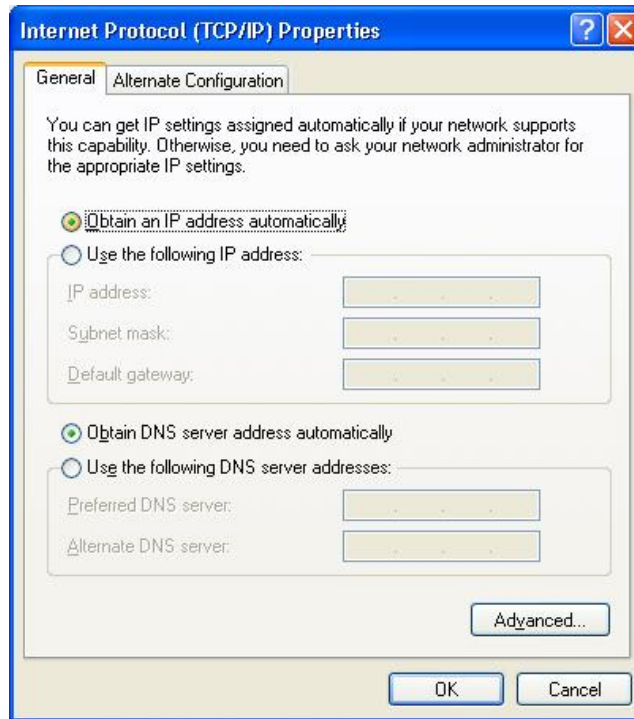 Internet Protocol (TCP/IP) Properties
General
Alternate Configuration
You can get IP settings assigned automatically if your network supports
this capability. Otherwise, you need to ask your network administrator for
the appropriate IP settings.
Obtain an IP address automatically
Use the following IP address:
IP address:
Subnet mask:
Default gateway:
Obtain DNS server address automatically
Use the following DNS server addresses:
Preferred DNS server:
Alternate DNS server:
Advanced...
OK
Cancel